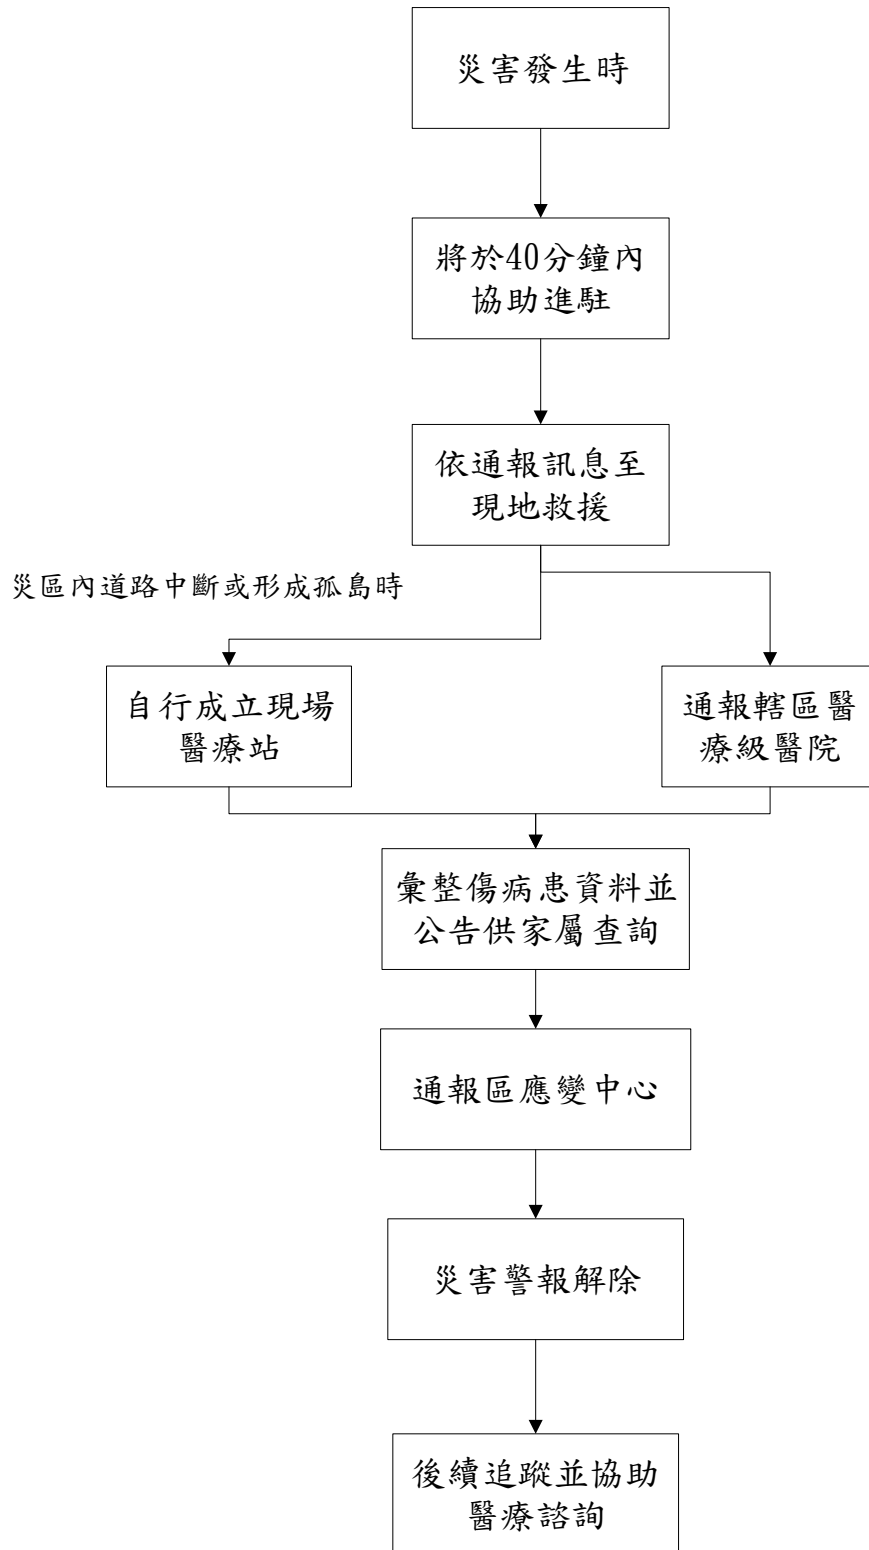 災害發生時
將於40分鐘內
協助進駐
依通報訊息至
現地救援
災區內道路中斷或形成孤島時
自行成立現場
醫療站
通報轄區醫
療級醫院
彙整傷病患資料並
公告供家屬查詢
通報區應變中心
災害警報解除
後續追蹤並協助
醫療諮詢